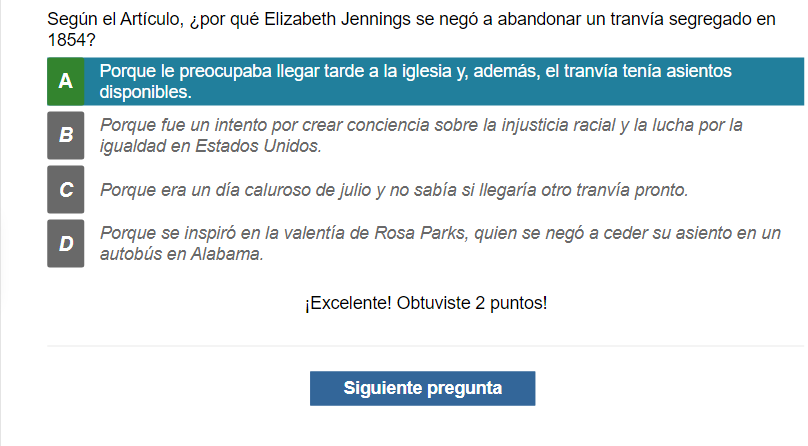 Según el Artículo, ¿por qué Elizabeth Jennings se negó a abandonar un tranvía segregado en
1854?
A Porque le preocupaba llegar tarde a la iglesia y, además, el tranvía tenía asientos
disponibles.
B Porque fue un intento por crear conciencia sobre la injusticia racial y la lucha por la
igualdad en Estados Unidos.
C Porque era un día caluroso de julio y no sabía si llegaría otro tranvía pronto.
D Porque se inspiró en la valentía de Rosa Parks, quien se negó a ceder su asiento en un
autobús en Alabama.
¡Excelente! Obtuviste 2 puntos!
Siguiente pregunta